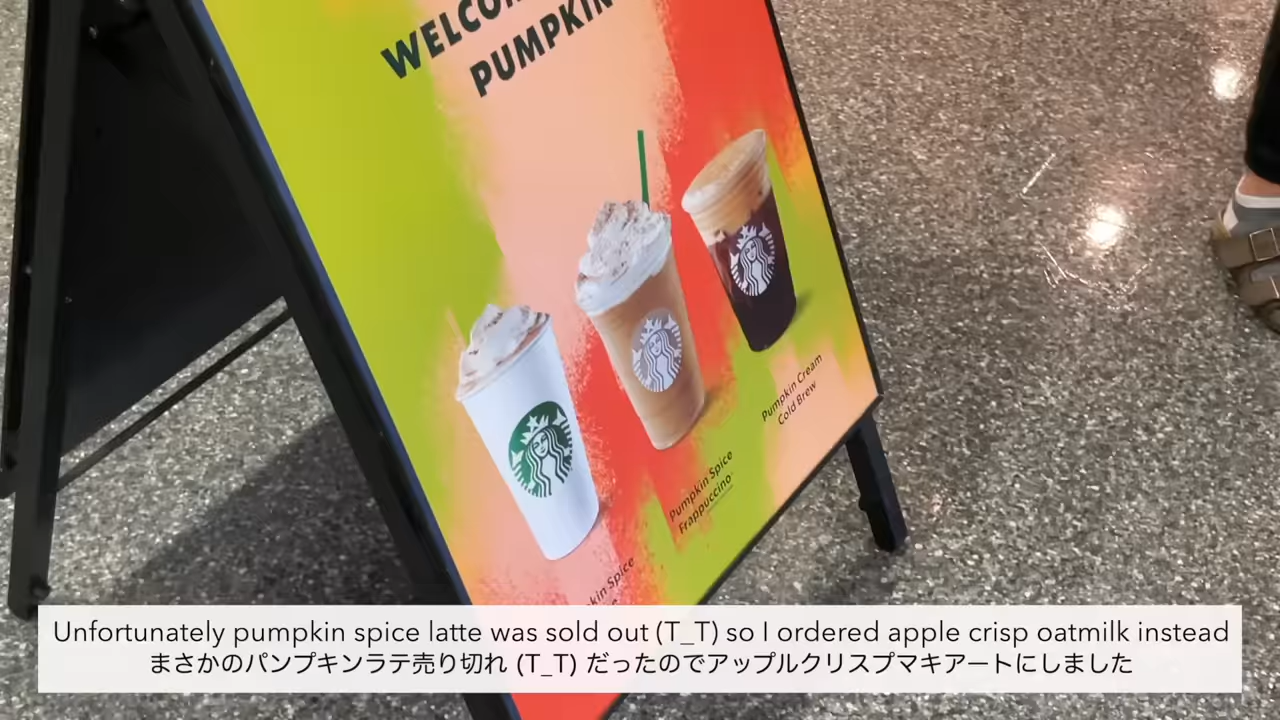 WELCOM
PUMPKIN
Pumpkin Cream
Cold Brew
Pumpkin Spice
Frappuccino
Spice
Unfortunately pumpkin spice latte was sold out (T_T) so I ordered apple crisp oatmilk instead
まさかのパンプキンラテ売り切れ (T_T) だったのでアップルクリスプマキアートにしました